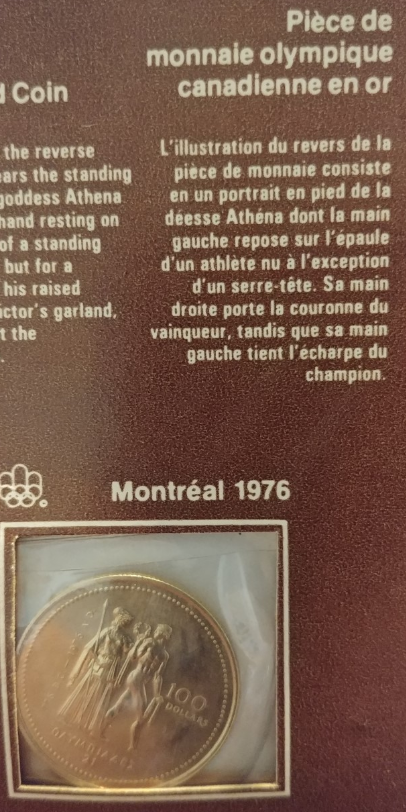 Pièce de
monnaie olympique
canadienne en or
Coin
the reverse
the standing
goddess Athena
hand resting on
of a standing
but for a
his raised
garland,
the
.
L'illustration du revers de la
pièce de monnaie consiste
en un portrait en pied de la
déesse Athéna dont la main
gauche repose sur l'épaule
d'un athlète nu à l'exception
d'un serre-tête. Sa main
droite porte la couronne du
vainqueur, tandis que sa main
gauche tient l'écharpe du
champion.
Montréal 1976
100
DOLLARS